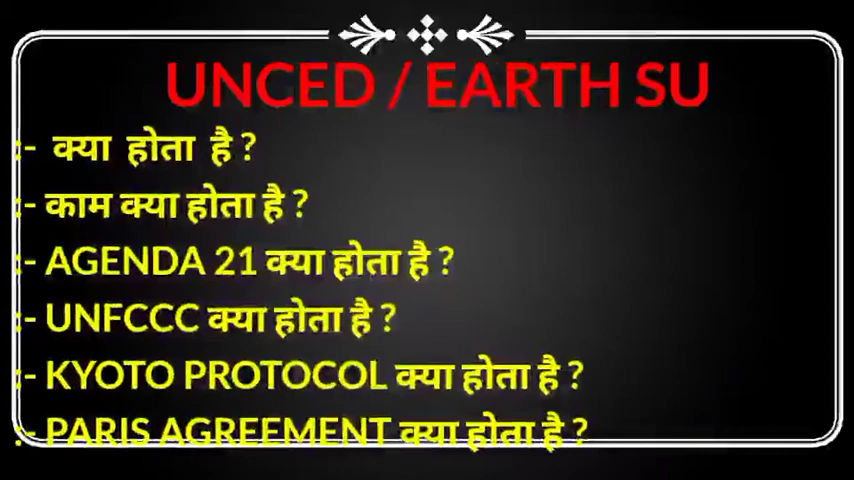 UNCED / EARTH SU
:- क्या होता है ?
:- काम क्या होता है ?
:- AGENDA 21 क्या होता है ?
:- UNFCCC क्या होता है ?
:- KYOTO PROTOCOL क्या होता है ?
:- PARIS AGREEMENT क्या होता है ?